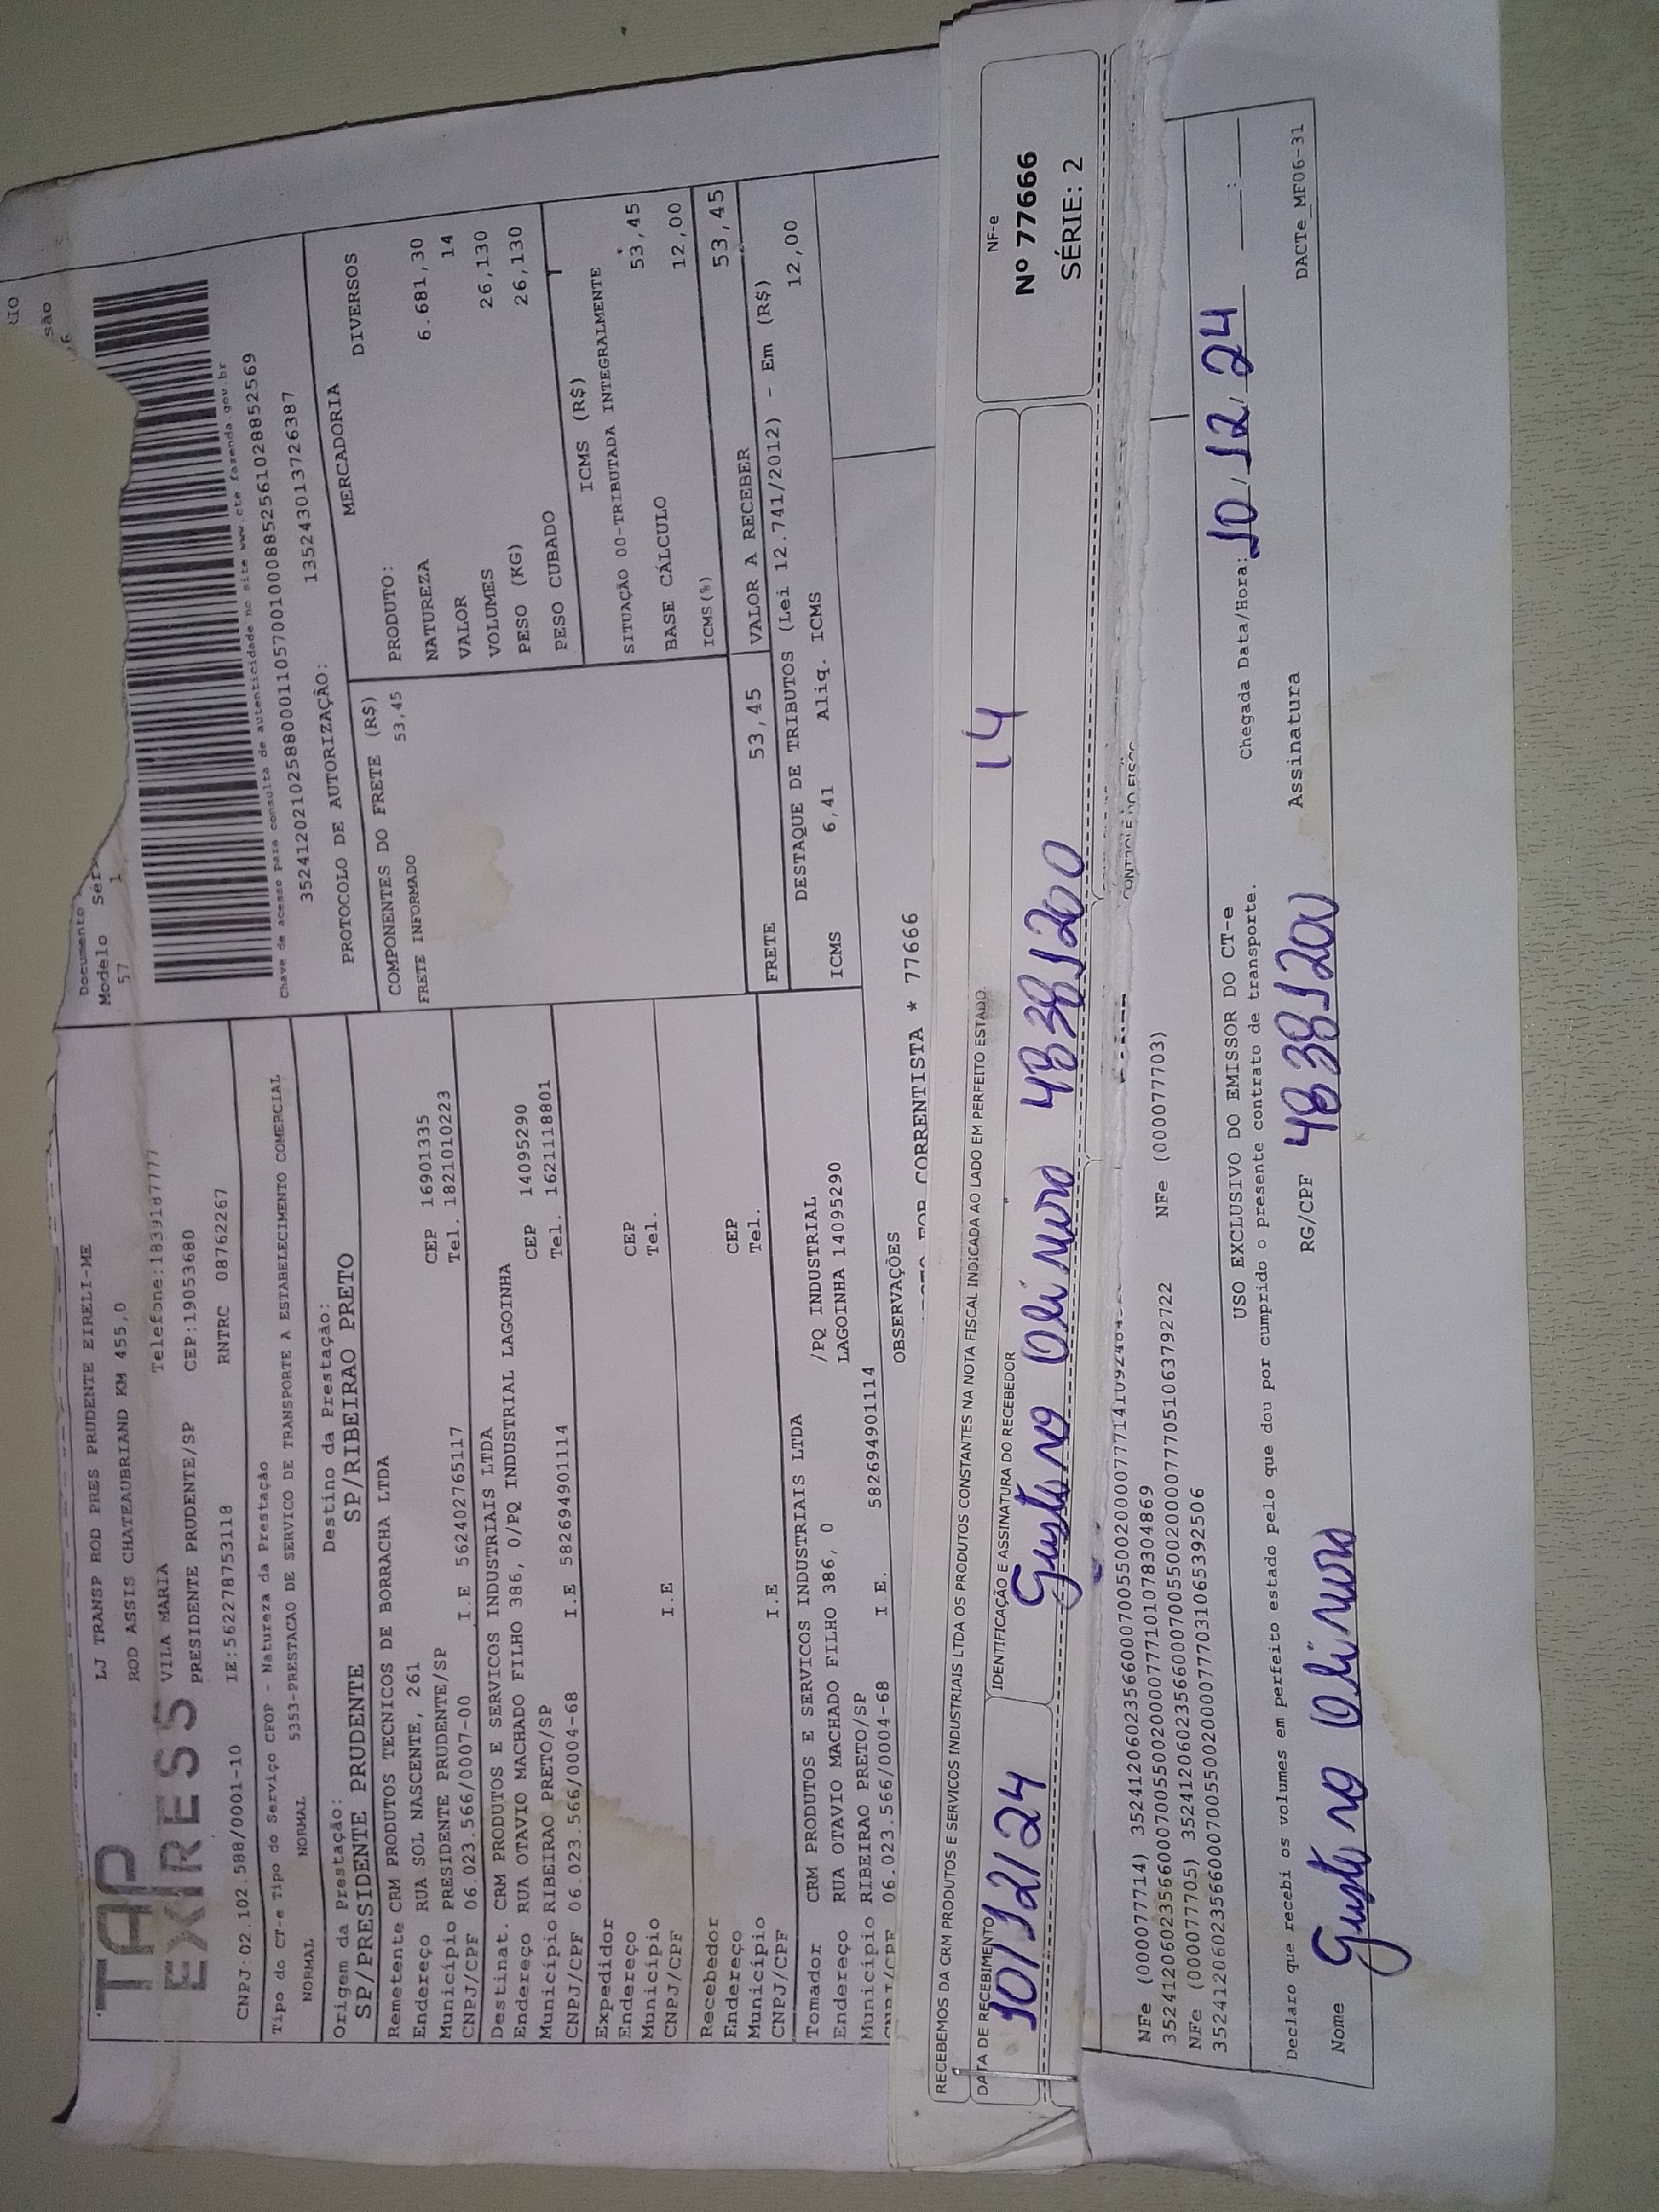 TAP
EXPRESS
LJ TRANSP ROD PRES PRUDENTE EIRELI-ME
ROD ASSIS CHATEAUBRIAND KM 455,0
VILA MARIA Telefone:1839187777
PRESIDENTE PRUDENTE/SP CEP:19053680
CNPJ:02.102.588/0001-10 IE:562278753118 RNTRC 08762267
Documento
Modelo
57 1
Chave de acesso para consulta de autenticidade no site www.cte fazenda gov.br
35241202102588000110570010008852561028852569
PROTOCOLO DE AUTORIZAÇÃO: 135243013726387
Tipo do CT-e Tipo do Serviço CFOP - Natureza da Prestação
NORMAL NORMAL 5353-PRESTACAO DE SERVICO DE TRANSPORTE A ESTABELECIMENTO COMERCIAL
Origem da Prestação: Destino da Prestação:
SP/PRESIDENTE PRUDENTE SP/RIBEIRAO PRETO
Remetente CRM PRODUTOS TECNICOS DE BORRACHA LTDA
Endereço RUA SOL NASCENTE, 261 CEP 16901335
Município PRESIDENTE PRUDENTE/SP Tel. 1821010223
CNPJ/CPF 06.023.566/0007-00 I.E 562402765117
Destinat. CRM PRODUTOS E SERVICOS INDUSTRIAIS LTDA
Endereço RUA OTAVIO MACHADO FILHO 386, 0/PQ INDUSTRIAL LAGOINHA CEP 14095290
Município RIBEIRAO PRETO/SP Tel. 1621118801
CNPJ/CPF 06.023.566/0004-68 I.E 582694901114
Expedidor
Endereço CEP
Município Tel.
CNPJ/CPF I.E
Recebedor
Endereço CEP
Município Tel.
CNPJ/CPF I.E
Tomador CRM PRODUTOS E SERVICOS INDUSTRIAIS LTDA
Endereço RUA OTAVIO MACHADO FILHO 386, 0 /PQ INDUSTRIAL
Município RIBEIRAO PRETO/SP LAGOINHA 14095290
CNPJ/CPF 06.023.566/0004-68 I E. 582694901114
MERCADORIA
PRODUTO: DIVERSOS
NATUREZA
VALOR 6.681,30
VOLUMES 14
PESO (KG) 26,130
PESO CUBADO 26,130
COMPONENTES DO FRETE (R$)
FRETE INFORMADO 53,45
ICMS (R$)
SITUAÇÃO 00-TRIBUTADA INTEGRALMENTE
BASE CÁLCULO 53,45
ICMS(%) 12,00
FRETE 53,45 VALOR A RECEBER 53,45
DESTAQUE DE TRIBUTOS (Lei 12.741/2012) - Em (R$)
ICMS 6,41 Aliq. ICMS 12,00
OBSERVAÇÕES
CORRENTISTA * 77666
RECEBEMOS DA CRM PRODUTOS E SERVICOS INDUSTRIAIS LTDA OS PRODUTOS CONSTANTES NA NOTA FISCAL INDICADA AO LADO EM PERFEITO ESTADO.
DATA DE RECEBIMENTO IDENTIFICAÇÃO E ASSINATURA DO RECEBEDOR
10/12/24 48381200 14
NF-e
Nº 77666
SÉRIE: 2
NFe (000077714)
35241206023566000700550020000777101078304869
NFe (000077705) 35241206023566000700550020000777051063792722 NFe (000077703)
35241206023566000700550020000777031065392506
USO EXCLUSIVO DO EMISSOR DO CT-e
Declaro que recebi os volumes em perfeito estado pelo que dou por cumprido o presente contrato de transporte.
Chegada Data/Hora: 10/12/24 :
Nome RG/CPF 48381200 Assinatura
DACTe_MF06-31